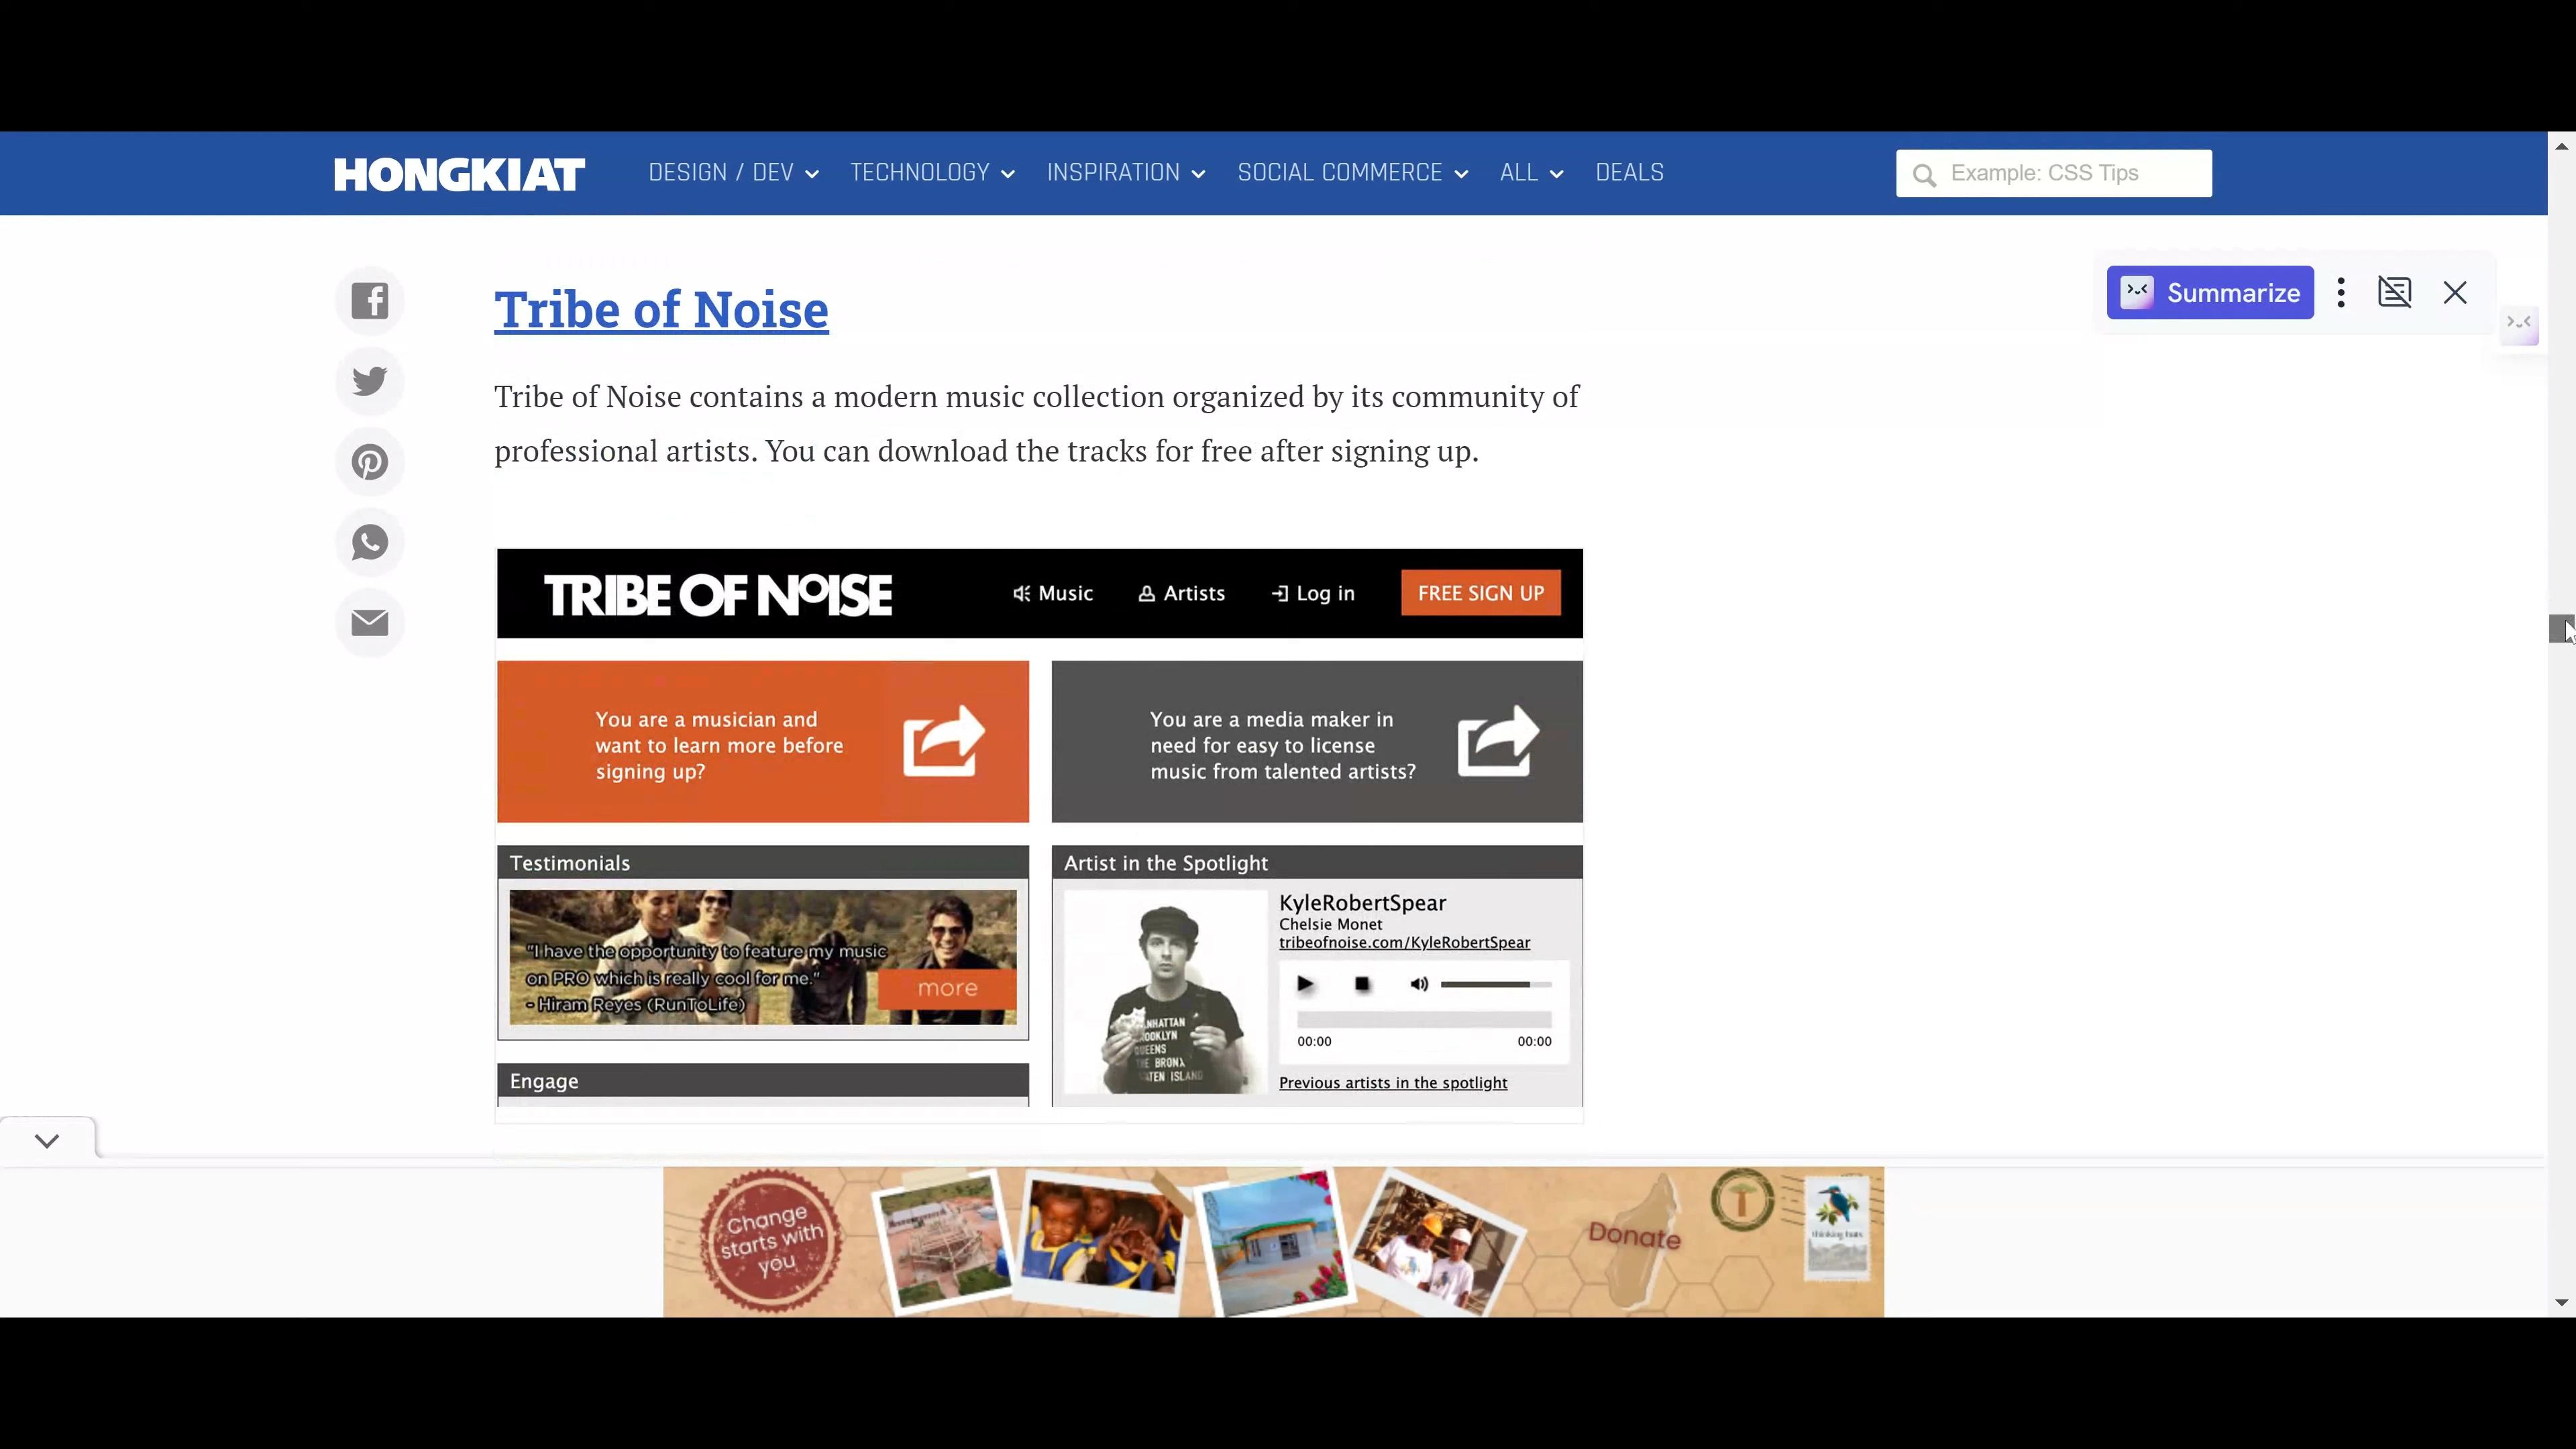 HONGKIAT
DESIGN / DEV
TECHNOLOGY
INSPIRATION
SOCIAL COMMERCE
ALL
DEALS
Example: CSS Tips
Summarize
Tribe of Noise
Tribe of Noise contains a modern music collection organized by its community of
professional artists. You can download the tracks for free after signing up.
TRIBE OF NOISE
Music
Artists
Log in
FREE SIGN UP
You are a musician and
want to learn more before
signing up?
You are a media maker in
need for easy to license
music from talented artists?
Testimonials
"I have the opportunity to feature my music
on PRO which is really cool for me."
- Hiram Reyes (RunToLife)
more
Engage
Artist in the Spotlight
KyleRobertSpear
Chelsie Monet
tribeofnoise.com/KyleRobertSpear
00:00
00:00
Previous artists in the spotlight
Change
starts with
you
Donate
thinking huts